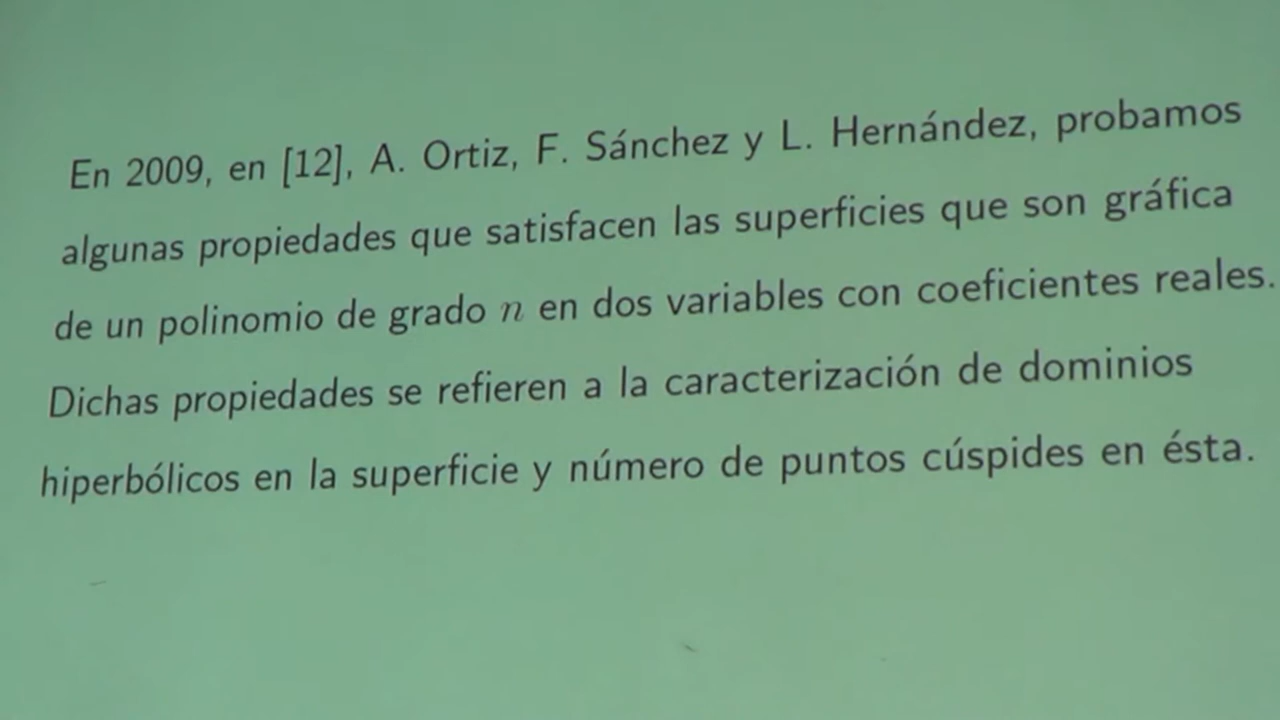 En 2009, en [12], A. Ortiz, F. Sánchez y L. Hernández, probamos
algunas propiedades que satisfacen las superficies que son gráfica
de un polinomio de grado n en dos variables con coeficientes reales.
Dichas propiedades se refieren a la caracterización de dominios
hiperbólicos en la superficie y número de puntos cúspides en ésta.